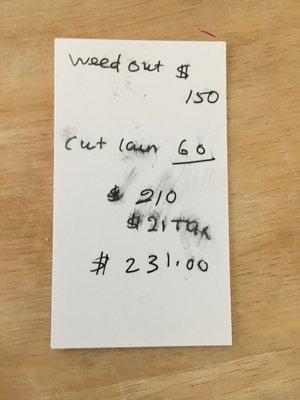 weed out $
150
cut lawn 60
$ 210
$ 21 Tax
$ 231.00